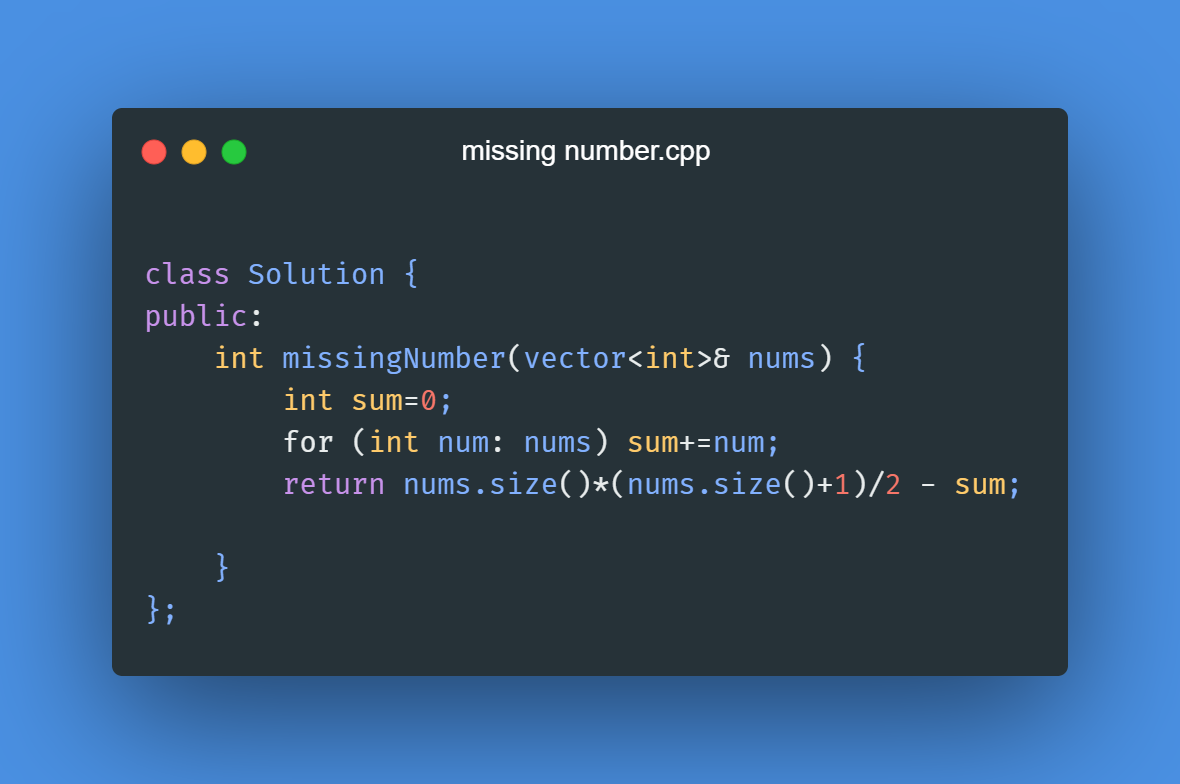 missing number.cpp
class Solution {
public:
    int missingNumber(vector<int>& nums) {
        int sum=0;
        for (int num: nums) sum+=num;
        return nums.size()*(nums.size()+1)/2 - sum;
    }
};